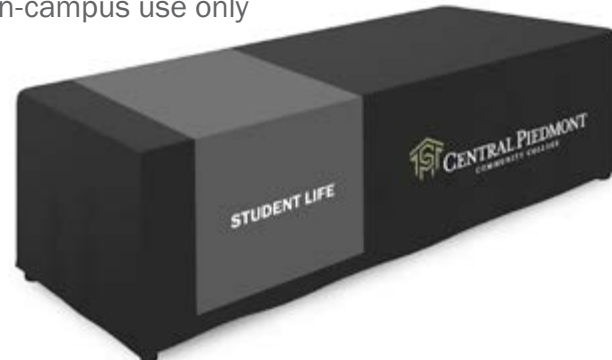 n-campus use only
STUDENT LIFE
CENTRAL PIEDMONT
COMMUNITY COLLEGE